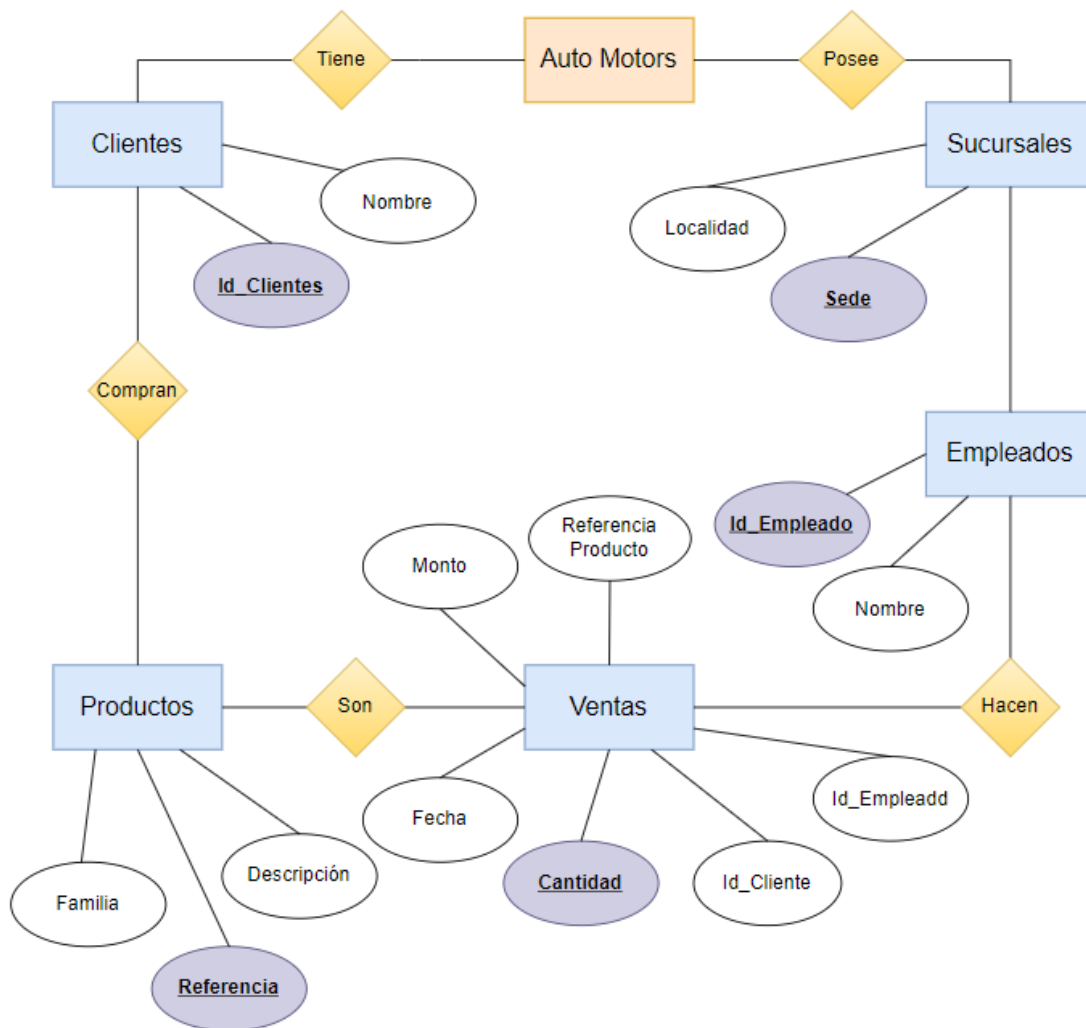 Tiene
Auto Motors
Posee
Clientes
Sucursales
Nombre
Localidad
Id_Clientes
Sede
Compran
Empleados
Id_Empleado
Referencia
Producto
Monto
Nombre
Productos
Son
Ventas
Hacen
Id_Empleadd
Fecha
Descripción
Cantidad
Id_Cliente
Familia
Referencia